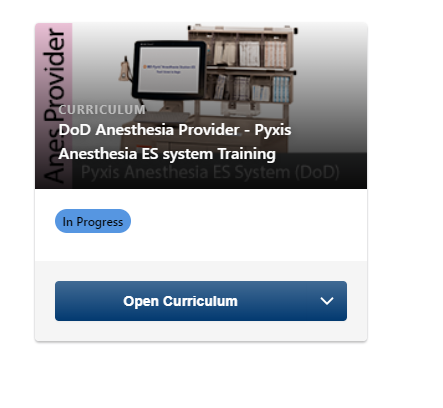 Anes Provider
CURRICULUM
DoD Anesthesia Provider - Pyxis
Anesthesia ES system Training
Pyxis Anesthesia ES System (DoD)
In Progress
Open Curriculum